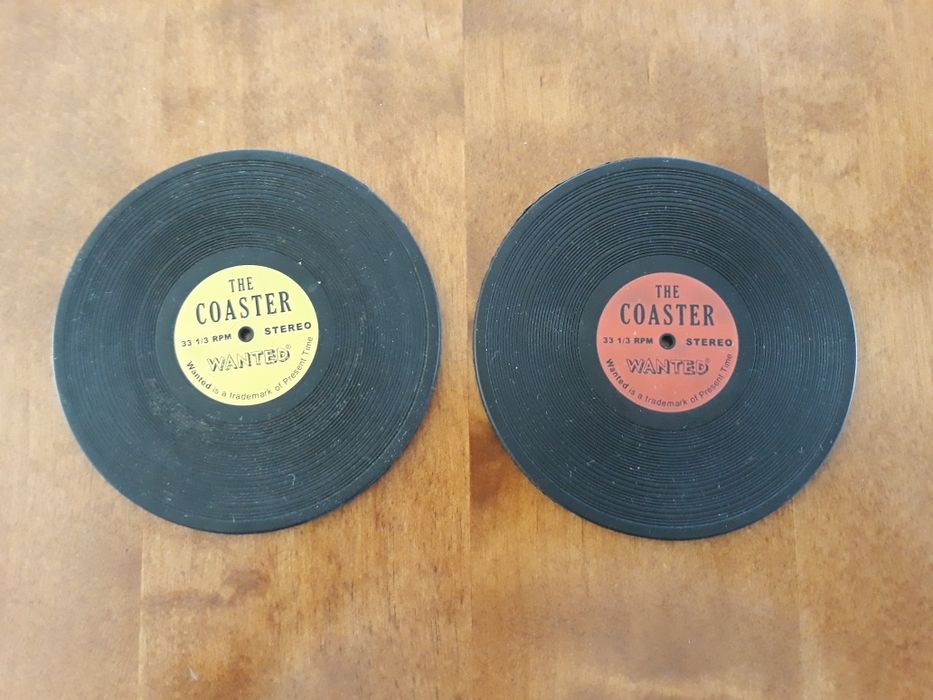 THE
COASTER
33 1/3 RPM STEREO
WANTED®
Wanted is a trademark of Present Time
THE
COASTER
33 1/3 RPM STEREO
WANTED®
Wanted is a trademark of Present Time